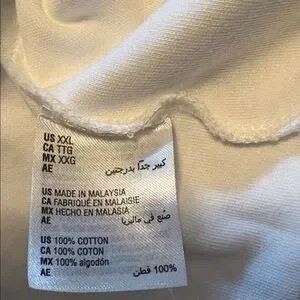 US XXL
CA TTG
MX XXG
AE كبير جداً بدرجتين
US MADE IN MALAYSIA
CA FABRIQUÉ EN MALAISIE
MX HECHO EN MALASIA
AE صُنع في ماليزيا
US 100% COTTON
CA 100% COTON
MX 100% algodón
AE 100% قطن